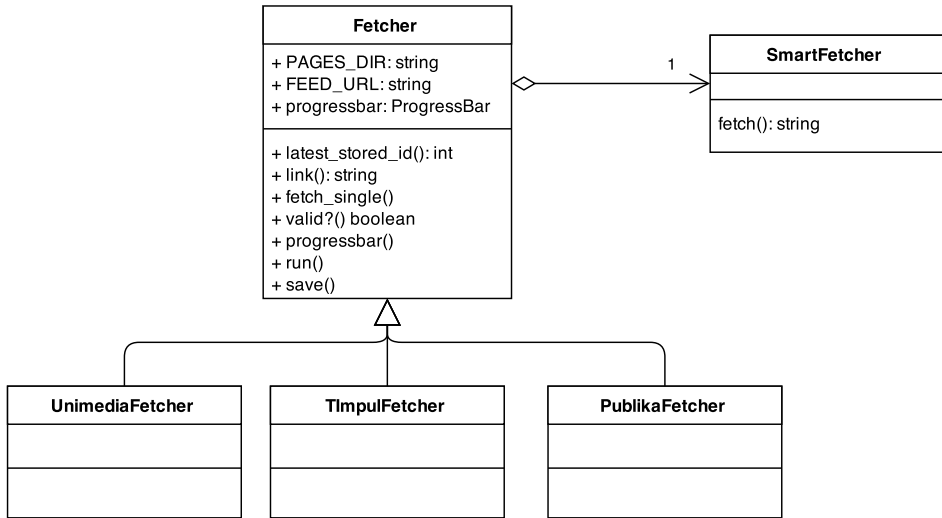 Fetcher
+ PAGES_DIR: string
+ FEED_URL: string
+ progressbar: ProgressBar
+ latest_stored_id(): int
+ link(): string
+ fetch_single()
+ valid?() boolean
+ progressbar()
+ run()
+ save()
1
SmartFetcher
fetch(): string
UnimediaFetcher
TImpulFetcher
PublikaFetcher